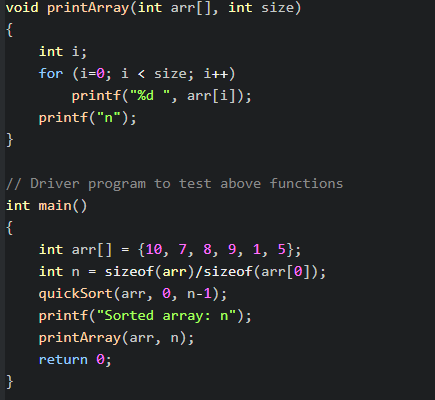 void printArray(int arr[], int size)
{
    int i;
    for (i=0; i < size; i++)
        printf("%d ", arr[i]);
    printf("n");
}

// Driver program to test above functions
int main()
{
    int arr[] = {10, 7, 8, 9, 1, 5};
    int n = sizeof(arr)/sizeof(arr[0]);
    quickSort(arr, 0, n-1);
    printf("Sorted array: n");
    printArray(arr, n);
    return 0;
}